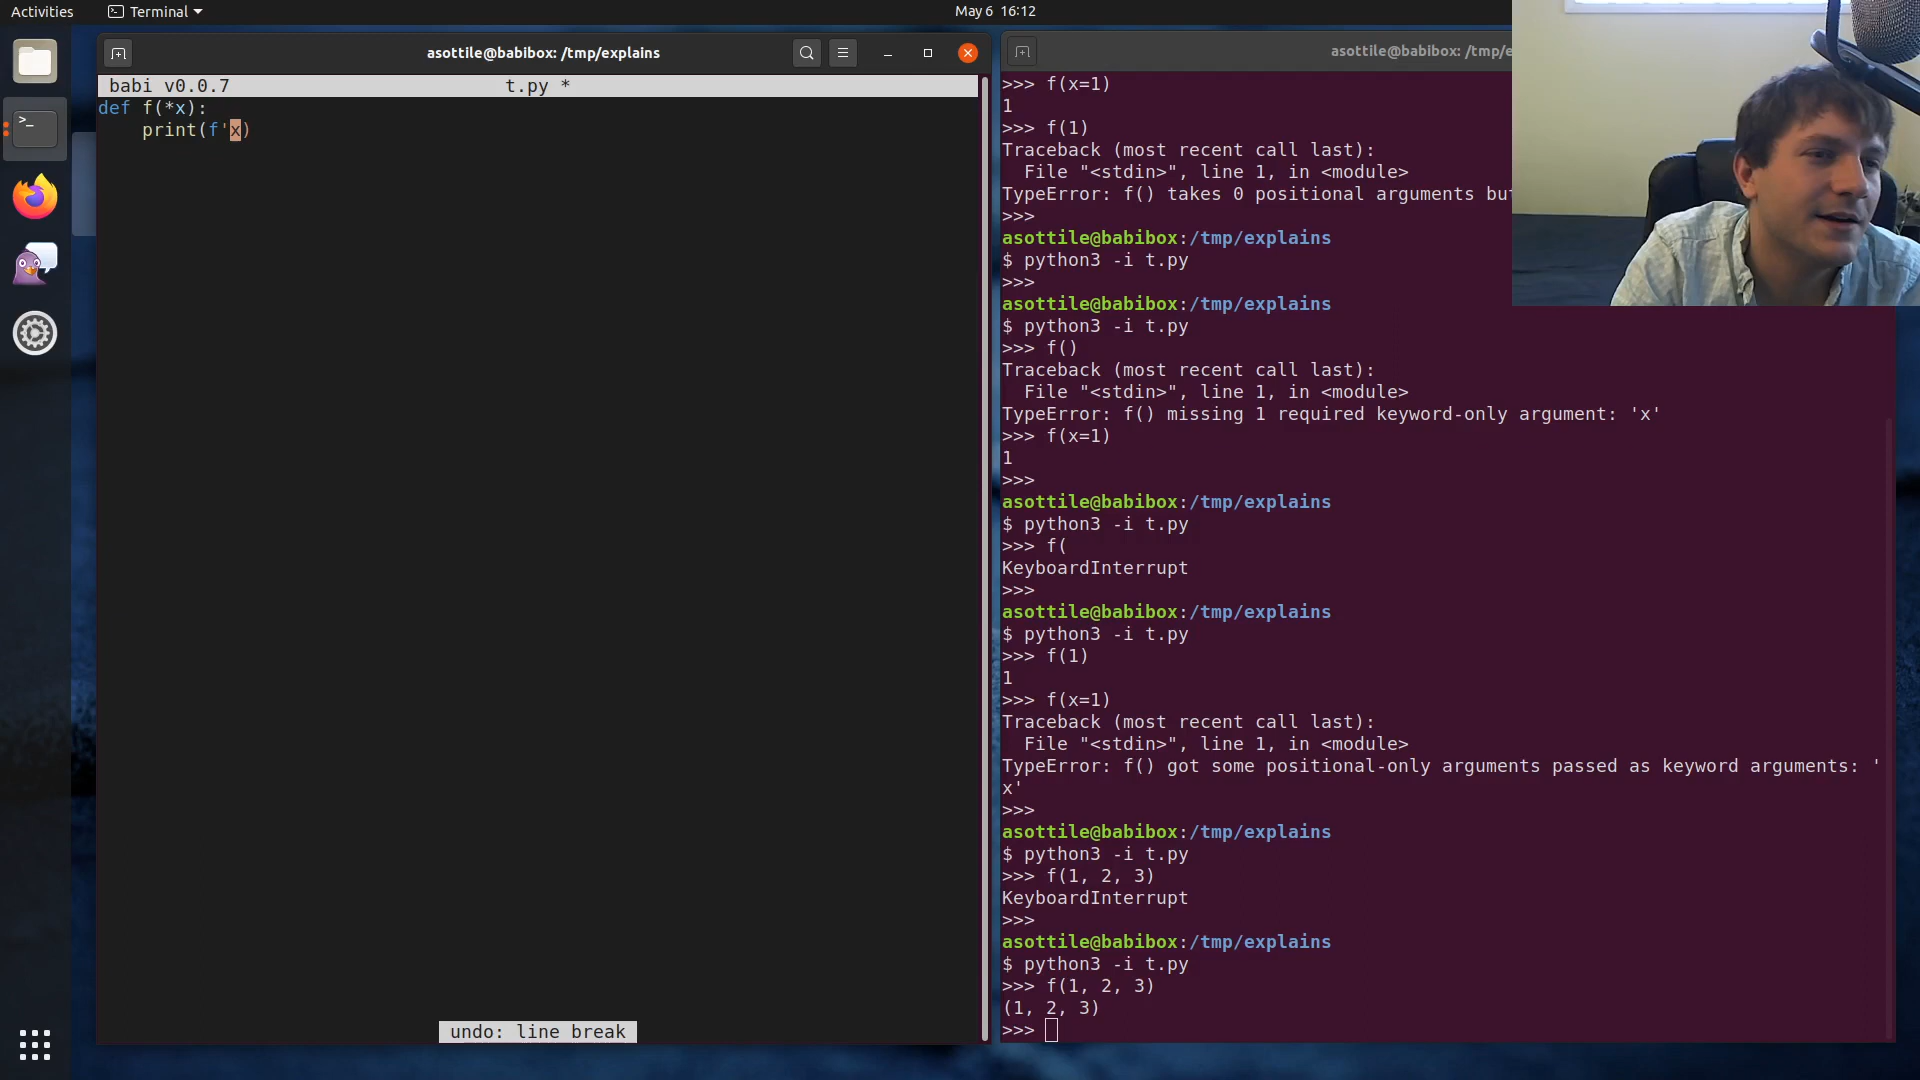 Activities
Terminal
May 6 16:12
asottile@babibox: /tmp/explains
babi v0.0.7
t.py *
def f(*x):
    print(f'x)
undo: line break
asottile@babibox: /tmp/e
>>> f(x=1)
1
>>> f(1)
Traceback (most recent call last):
  File "<stdin>", line 1, in <module>
TypeError: f() takes 0 positional arguments but
>>>
asottile@babibox:/tmp/explains
$ python3 -i t.py
>>>
asottile@babibox:/tmp/explains
$ python3 -i t.py
>>> f()
Traceback (most recent call last):
  File "<stdin>", line 1, in <module>
TypeError: f() missing 1 required keyword-only argument: 'x'
>>> f(x=1)
1
>>>
asottile@babibox:/tmp/explains
$ python3 -i t.py
>>> f(
KeyboardInterrupt
>>>
asottile@babibox:/tmp/explains
$ python3 -i t.py
>>> f(1)
1
>>> f(x=1)
Traceback (most recent call last):
  File "<stdin>", line 1, in <module>
TypeError: f() got some positional-only arguments passed as keyword arguments: '
x'
>>>
asottile@babibox:/tmp/explains
$ python3 -i t.py
>>> f(1, 2, 3)
KeyboardInterrupt
>>>
asottile@babibox:/tmp/explains
$ python3 -i t.py
>>> f(1, 2, 3)
(1, 2, 3)
>>>